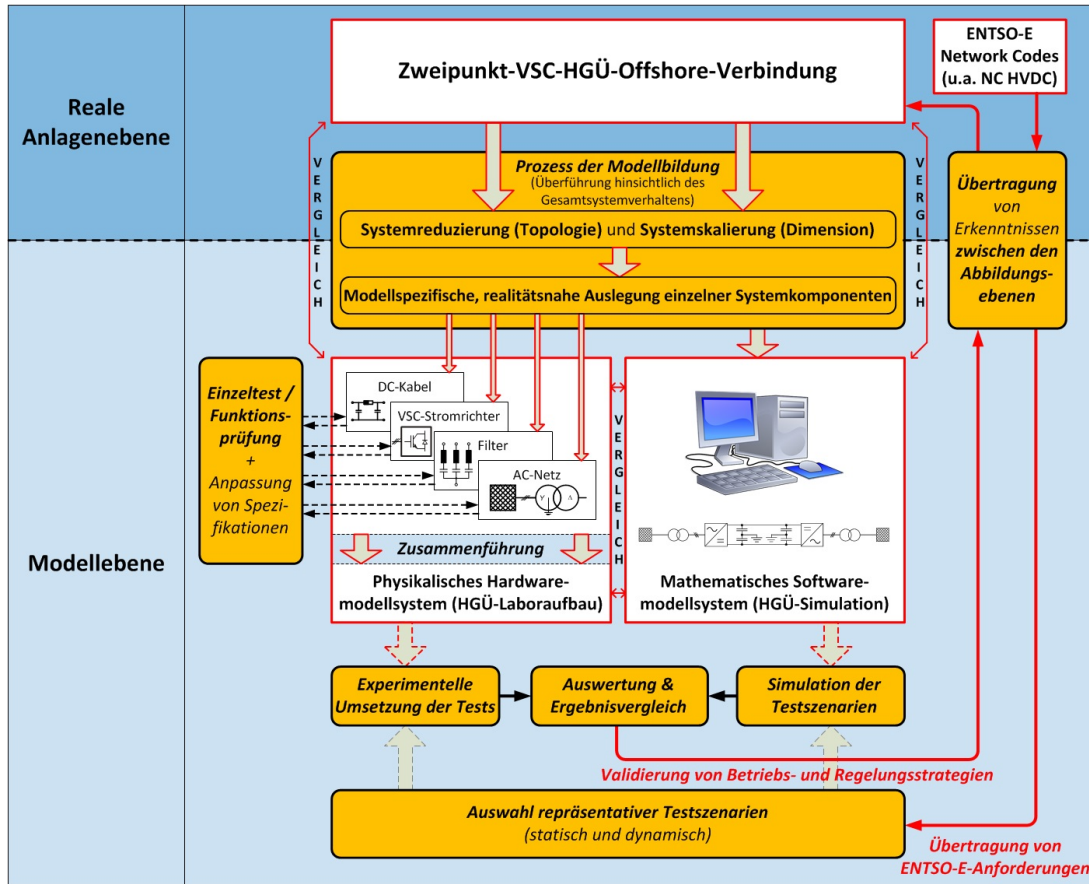 Reale
Anlagenebene
Modellebene
Zweipunkt-VSC-HGÜ-Offshore-Verbindung
ENTSO-E
Network Codes
(u.a. NC HVDC)
VERGLEICH
Prozess der Modellbildung
(Überführung hinsichtlich des
Gesamtsystemverhaltens)
Systemreduzierung (Topologie) und Systemskalierung (Dimension)
Modellspezifische, realitätsnahe Auslegung einzelner Systemkomponenten
VERGLEICH
Übertragung
von
Erkenntnissen
zwischen den
Abbildungs-
ebenen
Einzeltest /
Funktions-
prüfung
+
Anpassung
von Spezi-
fikationen
DC-Kabel
VSC-Stromrichter
Filter
AC-Netz
Y Δ
Zusammenführung
Physikalisches Hardware-
modellsystem (HGÜ-Laboraufbau)
VERGLEICH
Mathematisches Software-
modellsystem (HGÜ-Simulation)
Experimentelle
Umsetzung der Tests
Auswertung &
Ergebnisvergleich
Simulation der
Testszenarien
Validierung von Betriebs- und Regelungsstrategien
Auswahl repräsentativer Testszenarien
(statisch und dynamisch)
Übertragung von
ENTSO-E-Anforderungen